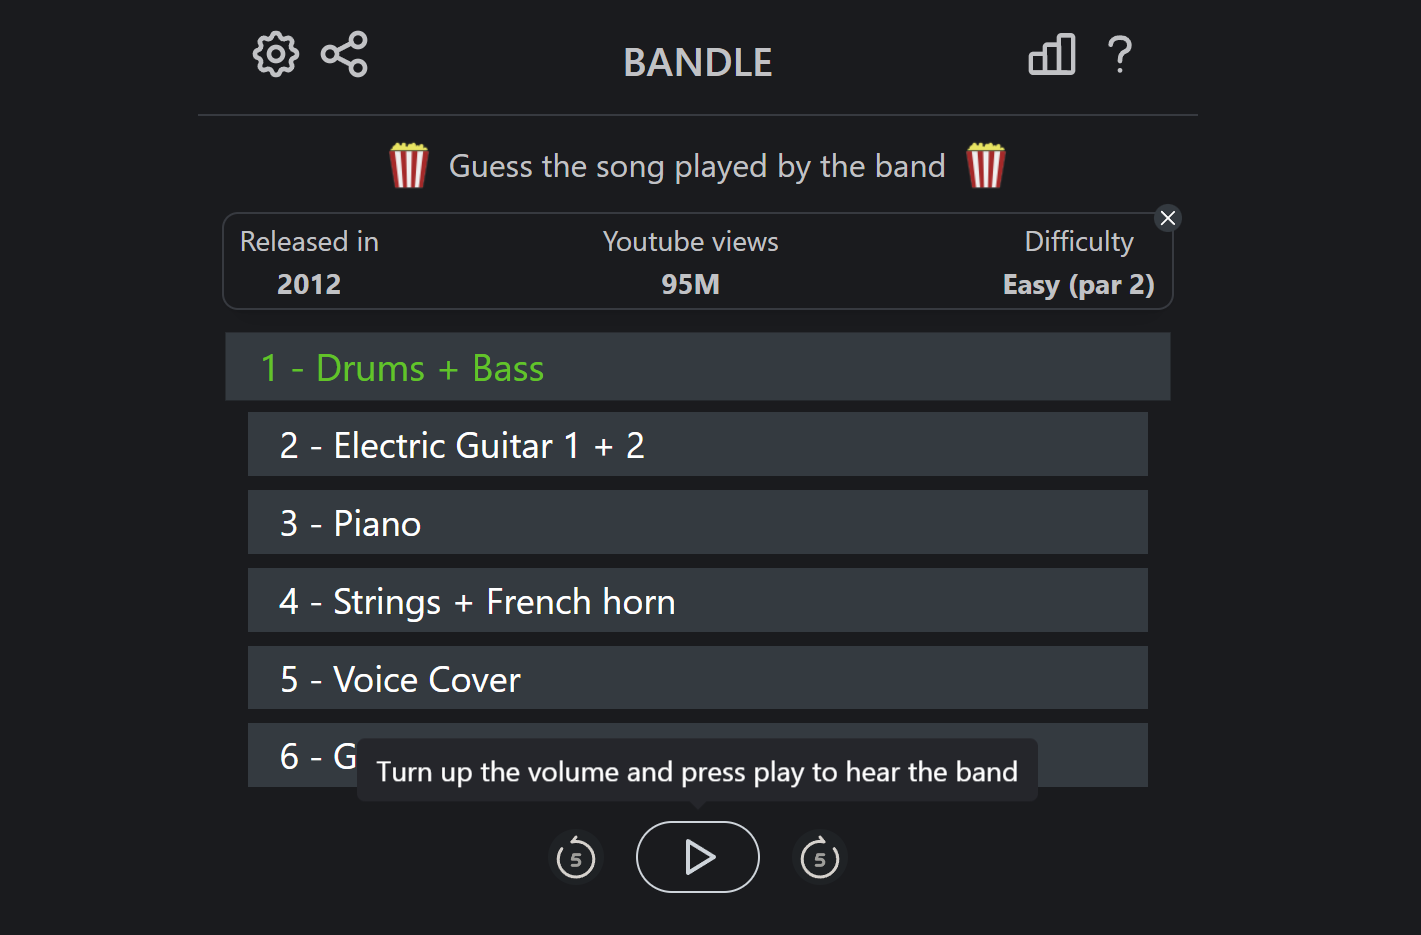 BANDLE
?
Guess the song played by the band
Released in Youtube views Difficulty
2012 95M Easy (par 2)
1 - Drums + Bass
2 - Electric Guitar 1 + 2
3 - Piano
4 - Strings + French horn
5 - Voice Cover
6 - G
Turn up the volume and press play to hear the band
5 5